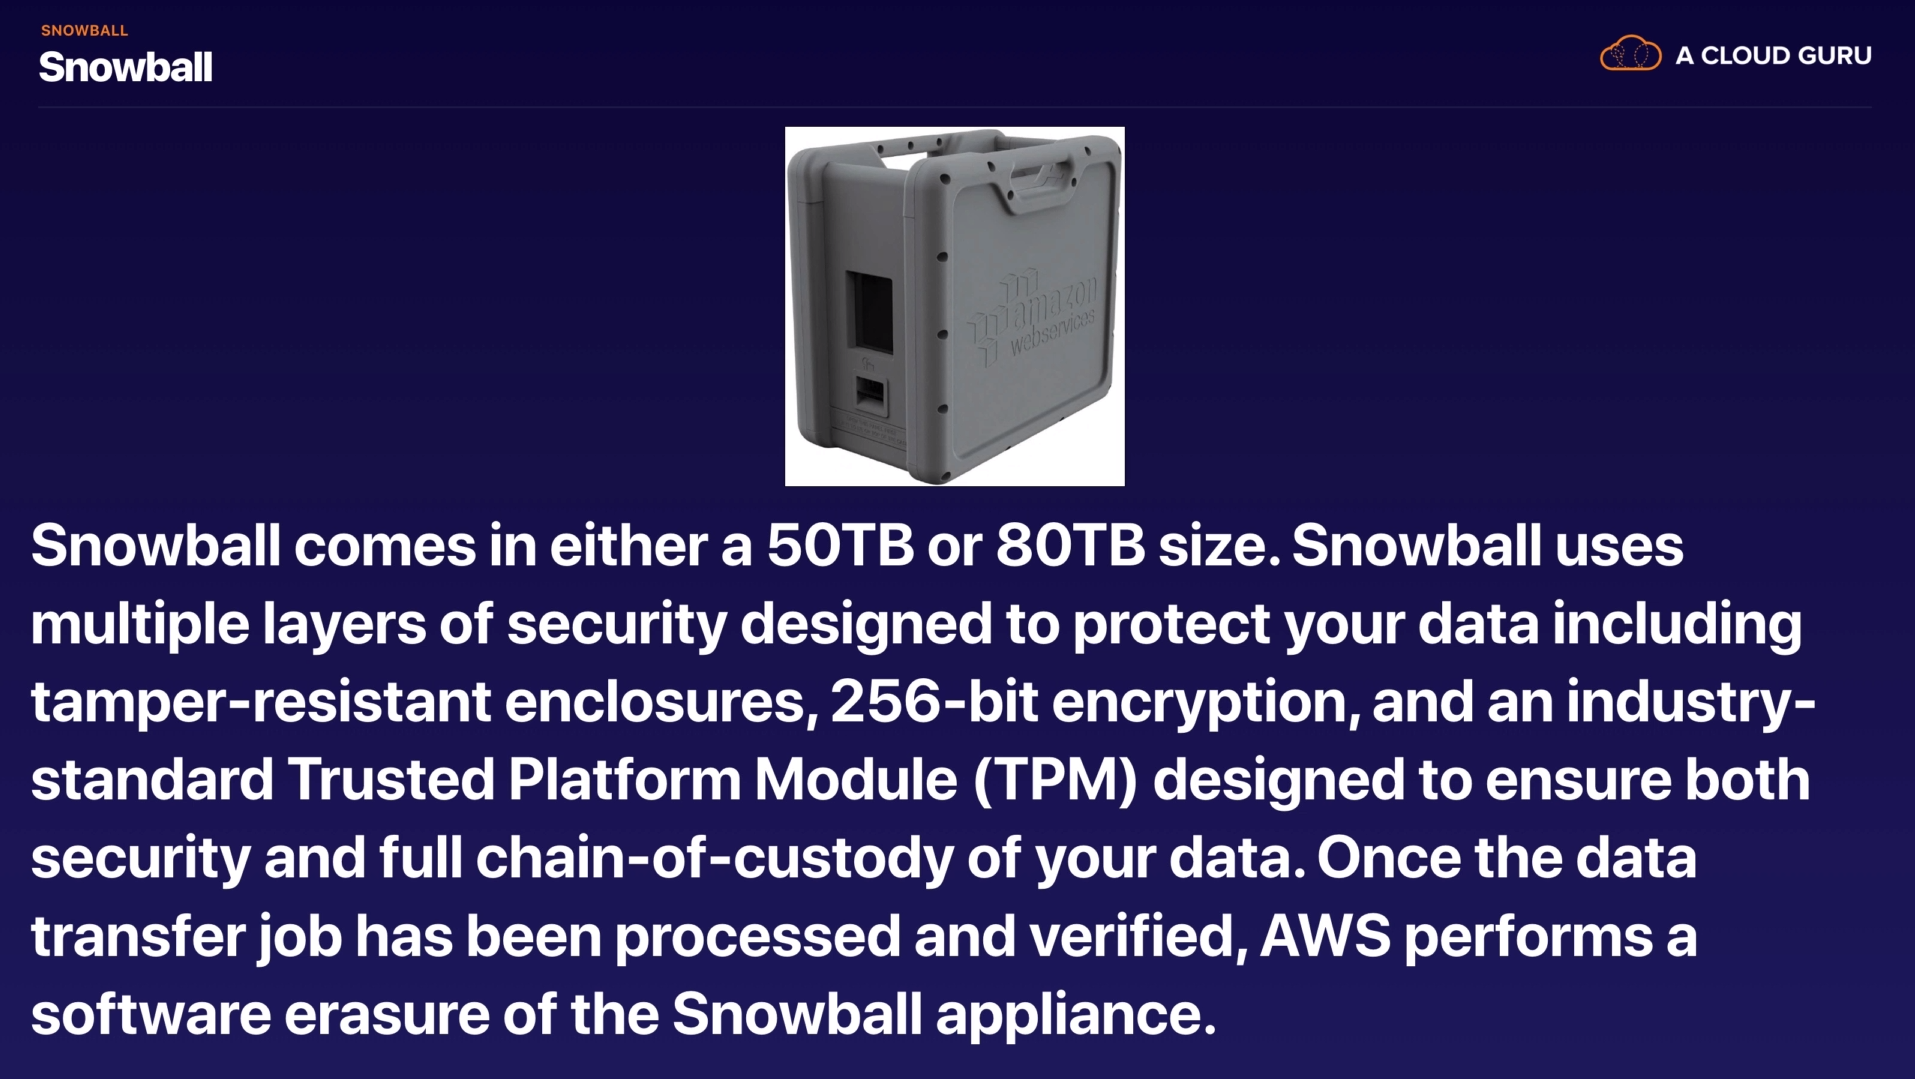 SNOWBALL
Snowball
A CLOUD GURU
amazon
webservices
Snowball comes in either a 50TB or 80TB size. Snowball uses
multiple layers of security designed to protect your data including
tamper-resistant enclosures, 256-bit encryption, and an industry-
standard Trusted Platform Module (TPM) designed to ensure both
security and full chain-of-custody of your data. Once the data
transfer job has been processed and verified, AWS performs a
software erasure of the Snowball appliance.